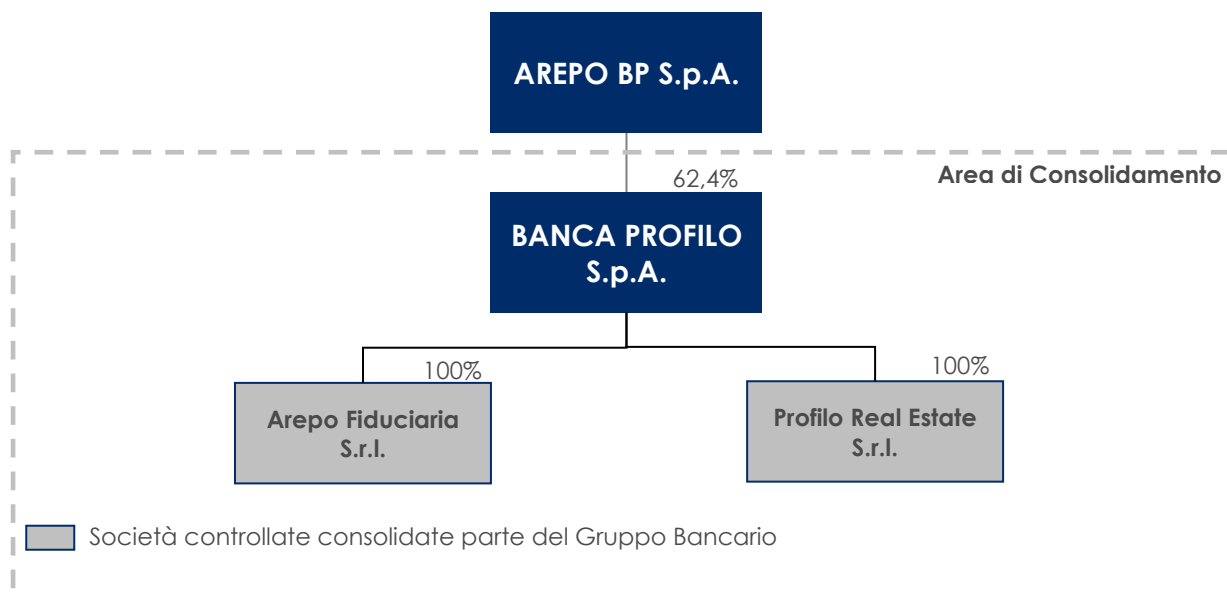 AREPO BP S.p.A.
Area di Consolidamento
62,4%
BANCA PROFILO
S.p.A.
100%
100%
Arepo Fiduciaria
S.r.l.
Profilo Real Estate
S.r.l.
Società controllate consolidate parte del Gruppo Bancario